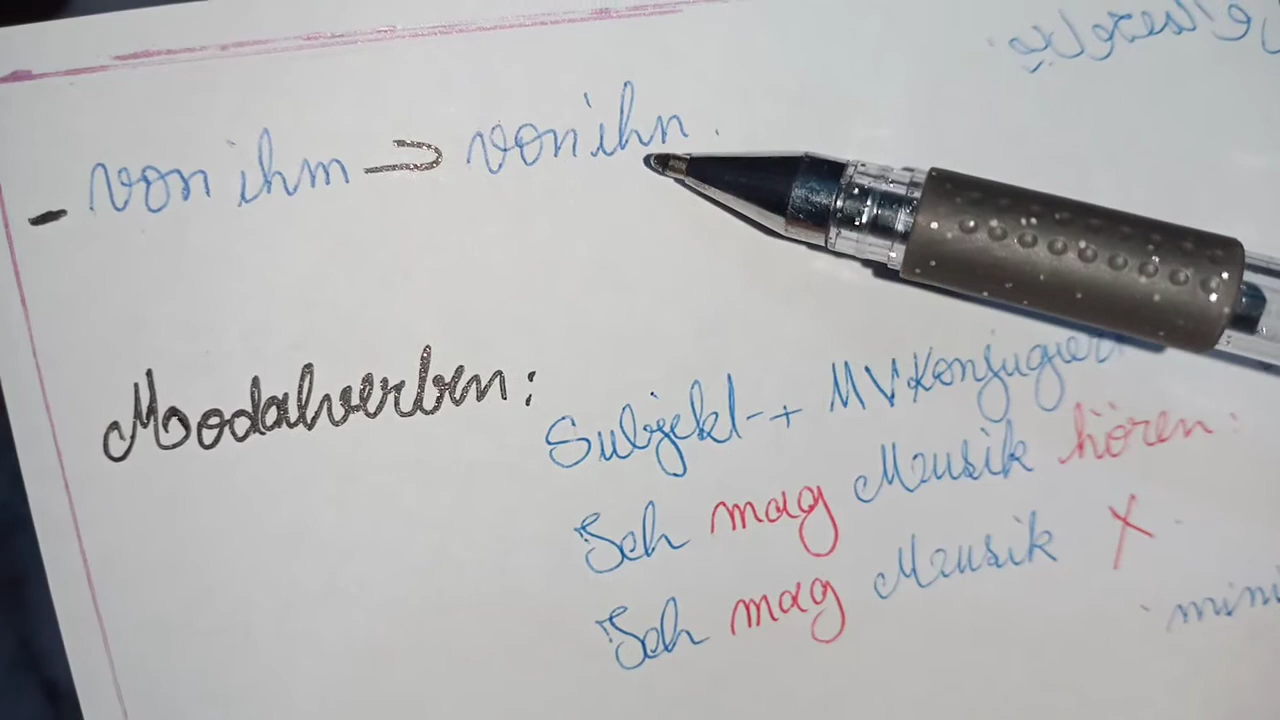 - von ihm => von ihn.
Modalverben:
Subjekt + MV Konjugiert
Ich mag Musik hören:
Ich mag Musik X